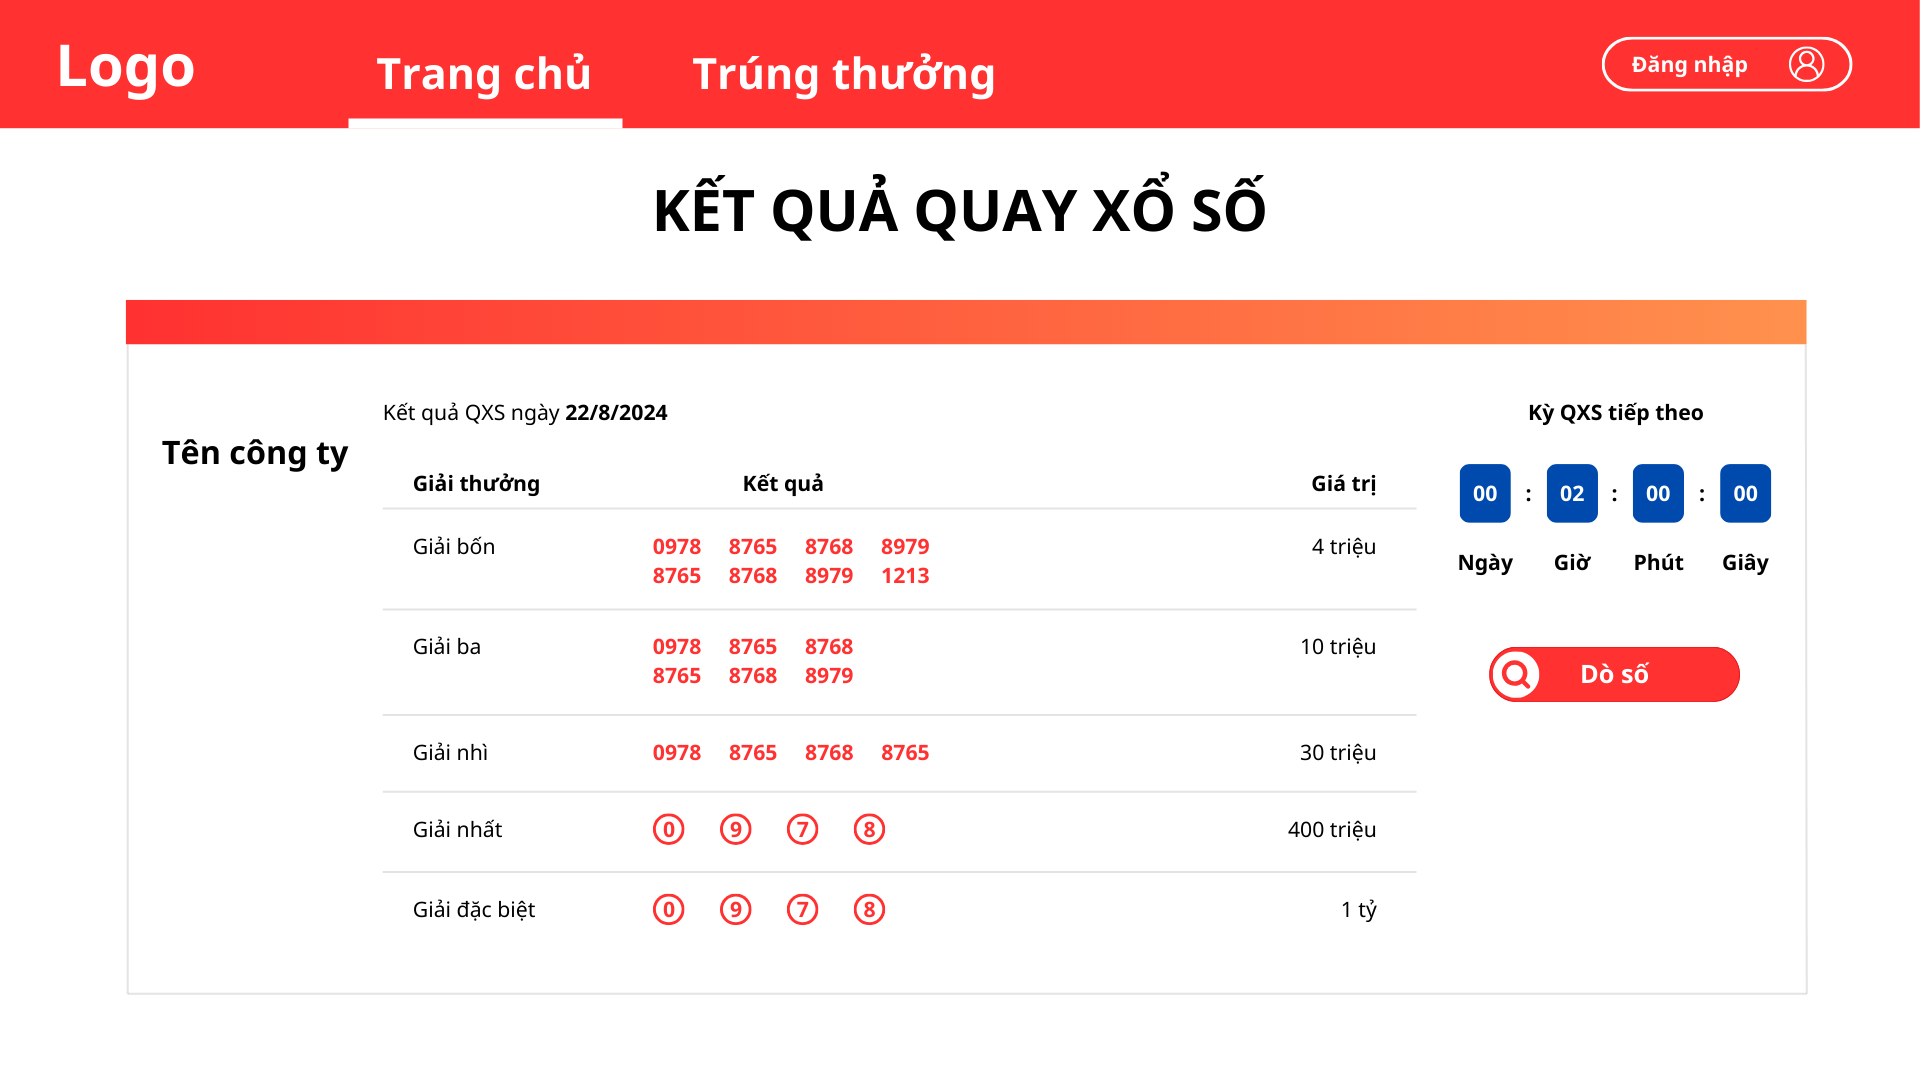 Logo
Trang chủ
Trúng thưởng
Đăng nhập
KẾT QUẢ QUAY XỔ SỐ
Tên công ty
Kết quả QXS ngày 22/8/2024
Giải thưởng Kết quả Giá trị
Giải bốn 0978 8765 8768 8979 4 triệu
8765 8768 8979 1213
Giải ba 0978 8765 8768 10 triệu
8765 8768 8979
Giải nhì 0978 8765 8768 8765 30 triệu
Giải nhất 0 9 7 8 400 triệu
Giải đặc biệt 0 9 7 8 1 tỷ
Kỳ QXS tiếp theo
00 : 02 : 00 : 00
Ngày Giờ Phút Giây
Dò số